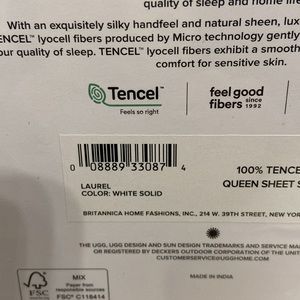 quality of sleep and home life
With an exquisitely silky handfeel and natural sheen, lux
ENCEL™ lyocell fibers produced by Micro technology gently
our quality of sleep. TENCEL™ lyocell fibers exhibit a smooth
comfort for sensitive skin.
Tencel™
Feels so right
feel good
fibers since
1992
0 08889 33087 4
100% TENCE
LAUREL
COLOR: WHITE SOLID
QUEEN SHEET S
BRITANNICA HOME FASHIONS, INC., 214 W. 39TH STREET, NEW YOR
THE UGG, UGG DESIGN AND SUN DESIGN TRADEMARKS AND SERVICE MA
OR REGISTERED BY DECKERS OUTDOOR CORPORATION IN THE U
CUSTOMERSERVICE@UGGHOME.COM
MADE IN INDIA
FSC
MIX
Paper from
responsible sources
FSC® C118414